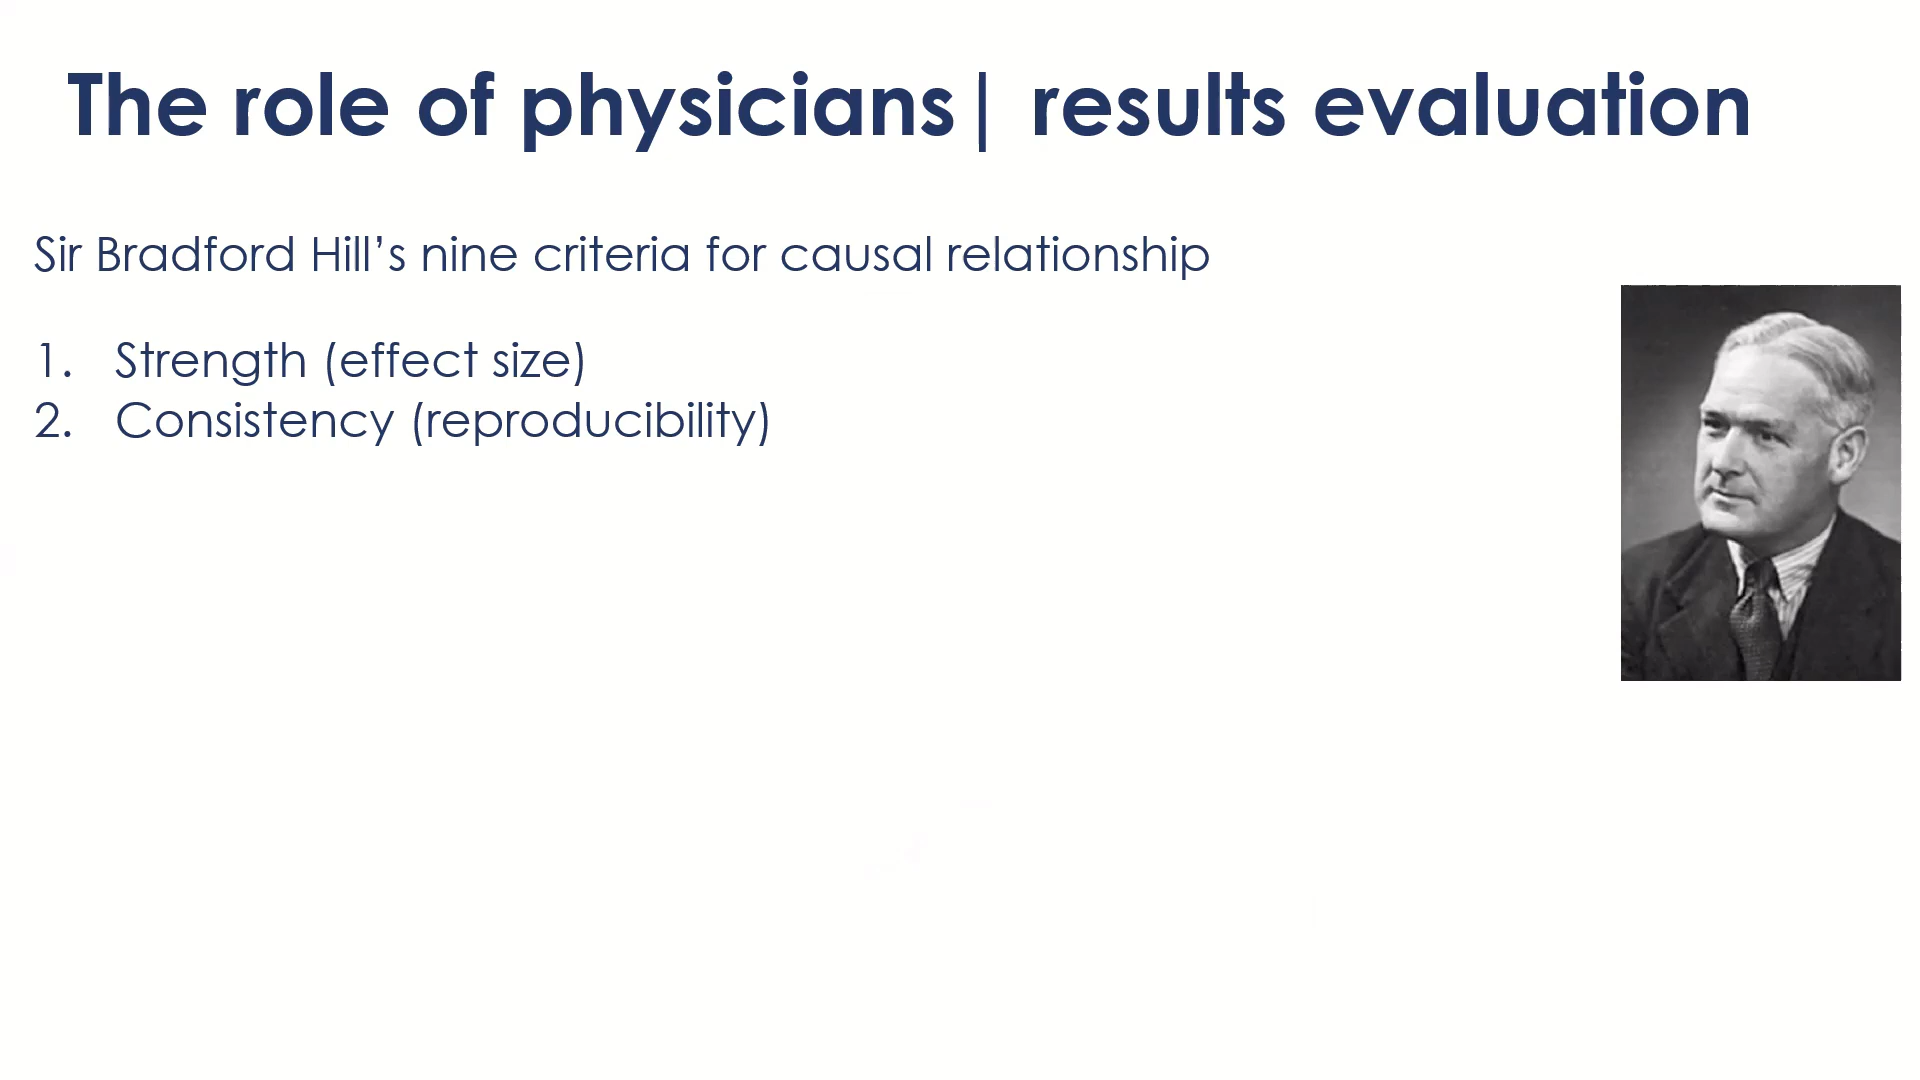 The role of physicians| results evaluation
Sir Bradford Hill’s nine criteria for causal relationship
1. Strength (effect size)
2. Consistency (reproducibility)